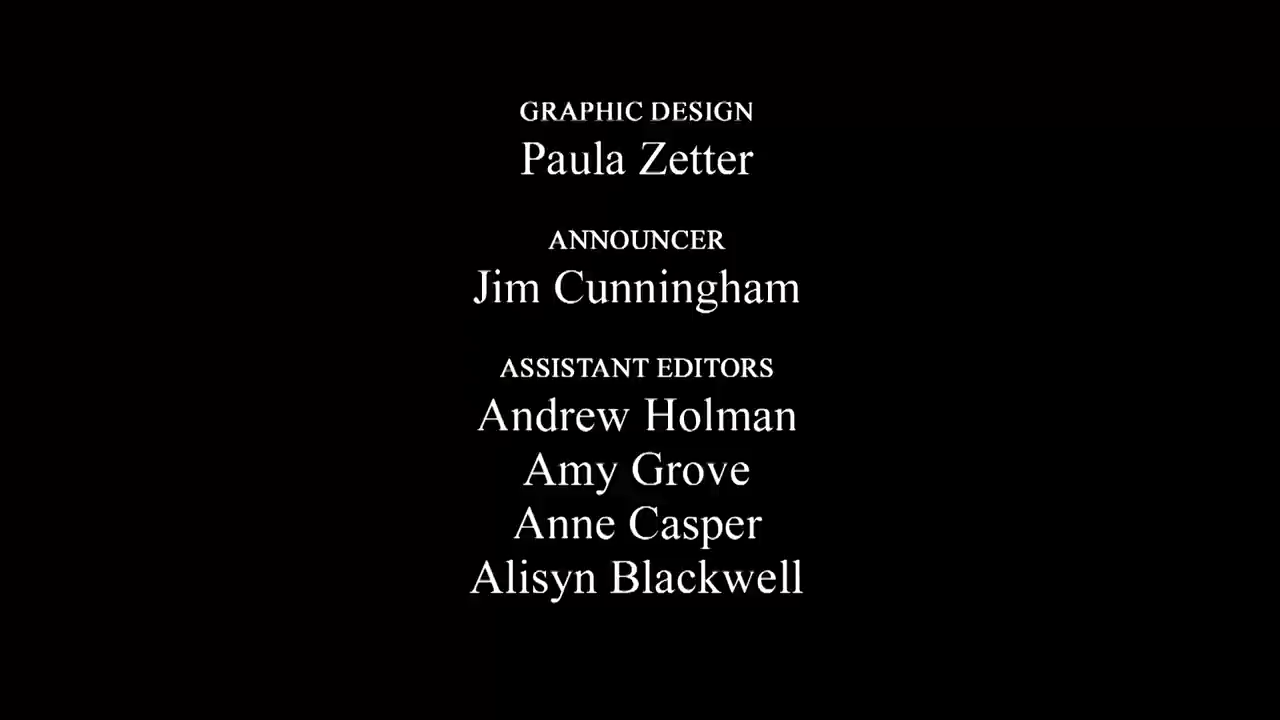 GRAPHIC DESIGN
Paula Zetter
ANNOUNCER
Jim Cunningham
ASSISTANT EDITORS
Andrew Holman
Amy Grove
Anne Casper
Alisyn Blackwell